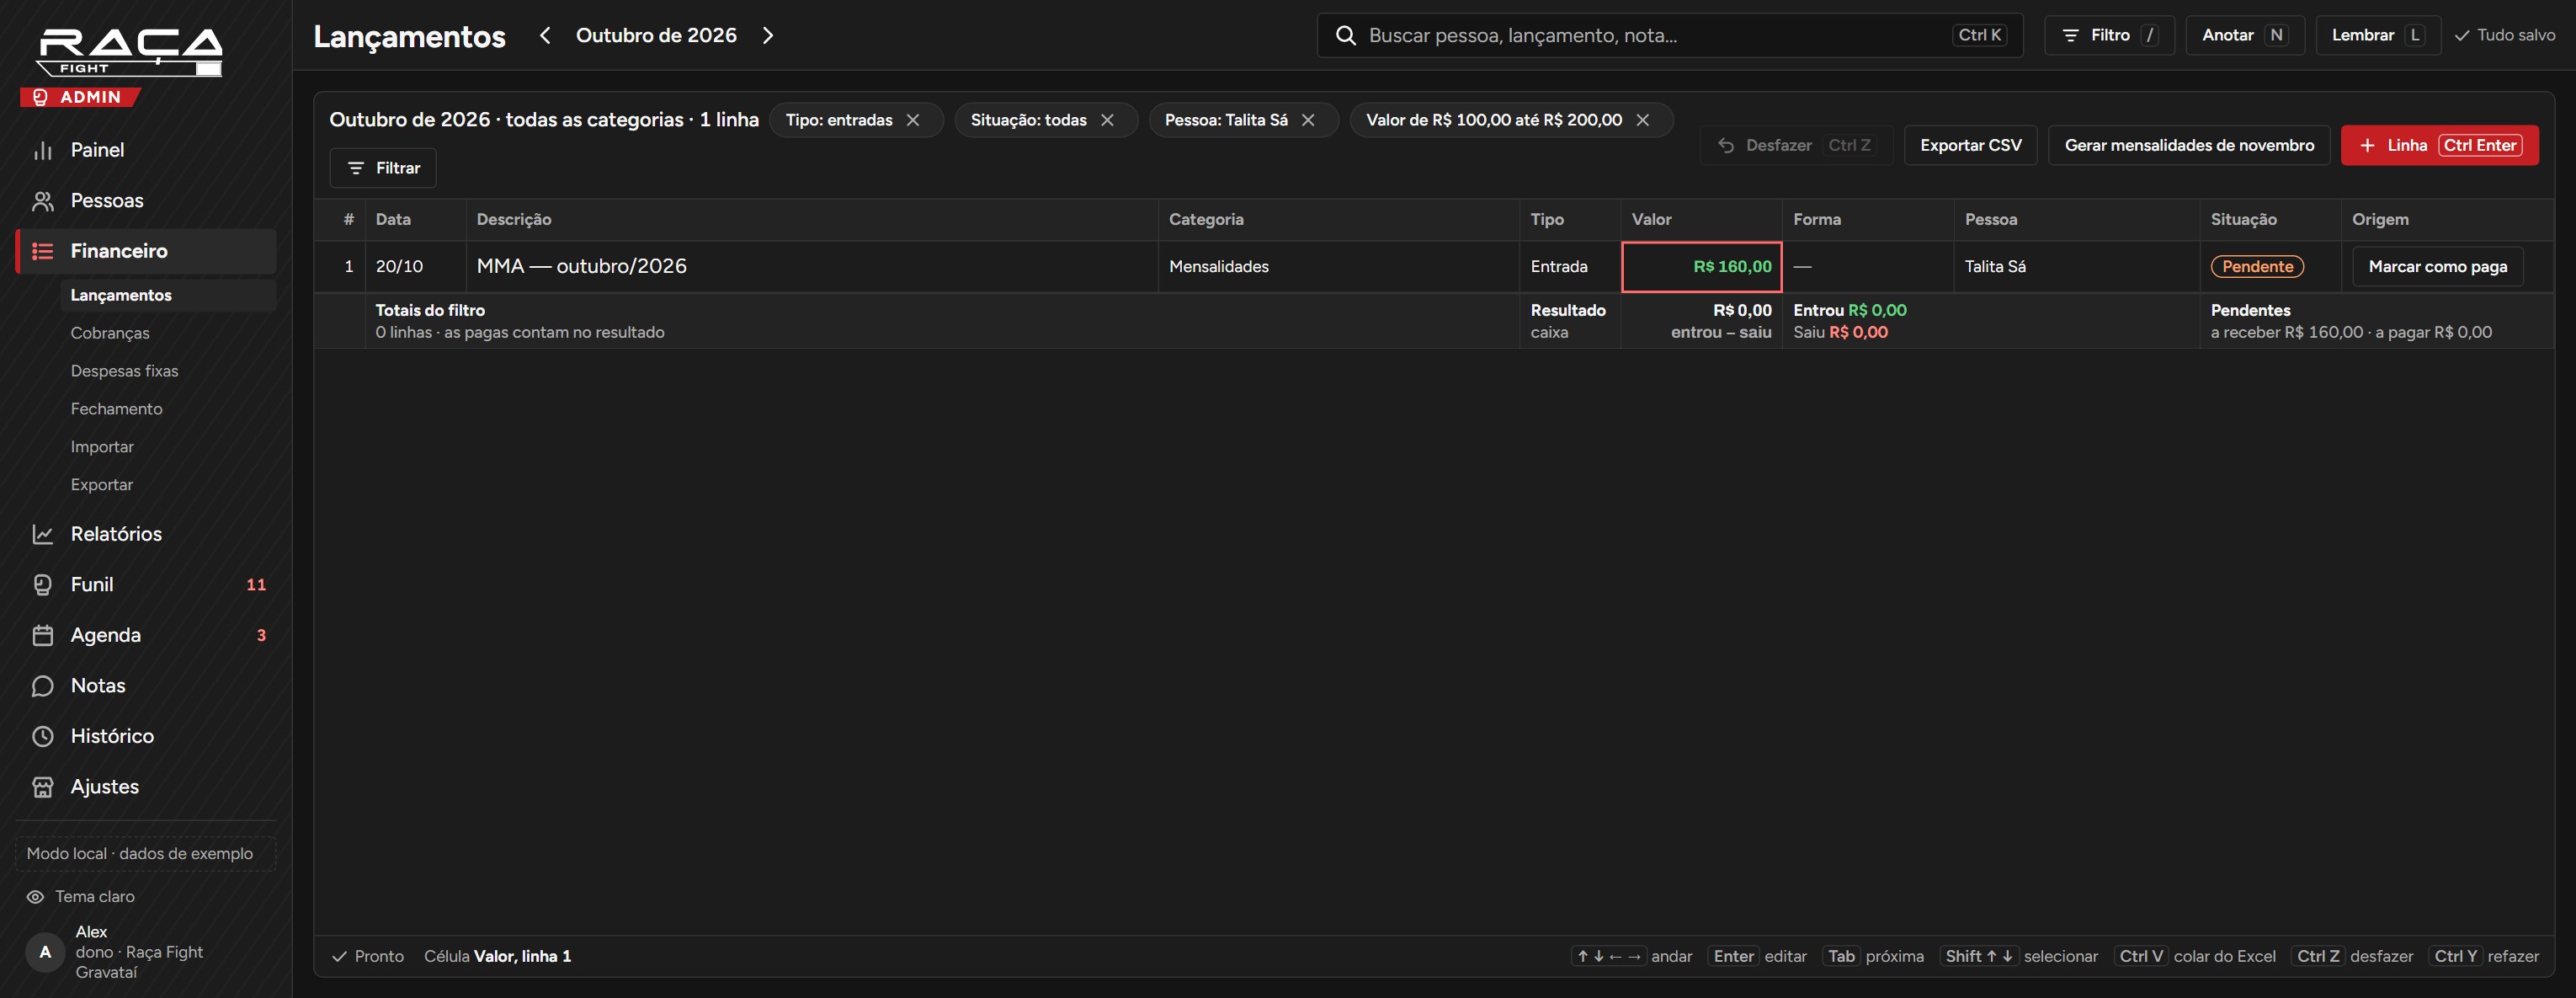 RAÇA
FIGHT
ADMIN
Painel
Pessoas
Financeiro
Lançamentos
Cobranças
Despesas fixas
Fechamento
Importar
Exportar
Relatórios
Funil 11
Agenda 3
Notas
Histórico
Ajustes
Modo local · dados de exemplo
Tema claro
A
Alex
dono · Raça Fight
Gravataí
Lançamentos Outubro de 2026
Buscar pessoa, lançamento, nota... Ctrl K
Filtro / Anotar N Lembrar L Tudo salvo
Outubro de 2026 · todas as categorias · 1 linha Tipo: entradas Situação: todas Pessoa: Talita Sá Valor de R$ 100,00 até R$ 200,00
Filtrar
Desfazer Ctrl Z Exportar CSV Gerar mensalidades de novembro + Linha Ctrl Enter
# Data Descrição Categoria Tipo Valor Forma Pessoa Situação Origem
1 20/10 MMA — outubro/2026 Mensalidades Entrada R$ 160,00 — Talita Sá Pendente Marcar como paga
Totais do filtro Resultado R$ 0,00 Entrou R$ 0,00 Pendentes
0 linhas · as pagas contam no resultado caixa entrou – saiu Saiu R$ 0,00 a receber R$ 160,00 · a pagar R$ 0,00
Pronto Célula Valor, linha 1 ↑ ↓ ← → andar Enter editar Tab próxima Shift ↑ ↓ selecionar Ctrl V colar do Excel Ctrl Z desfazer Ctrl Y refazer